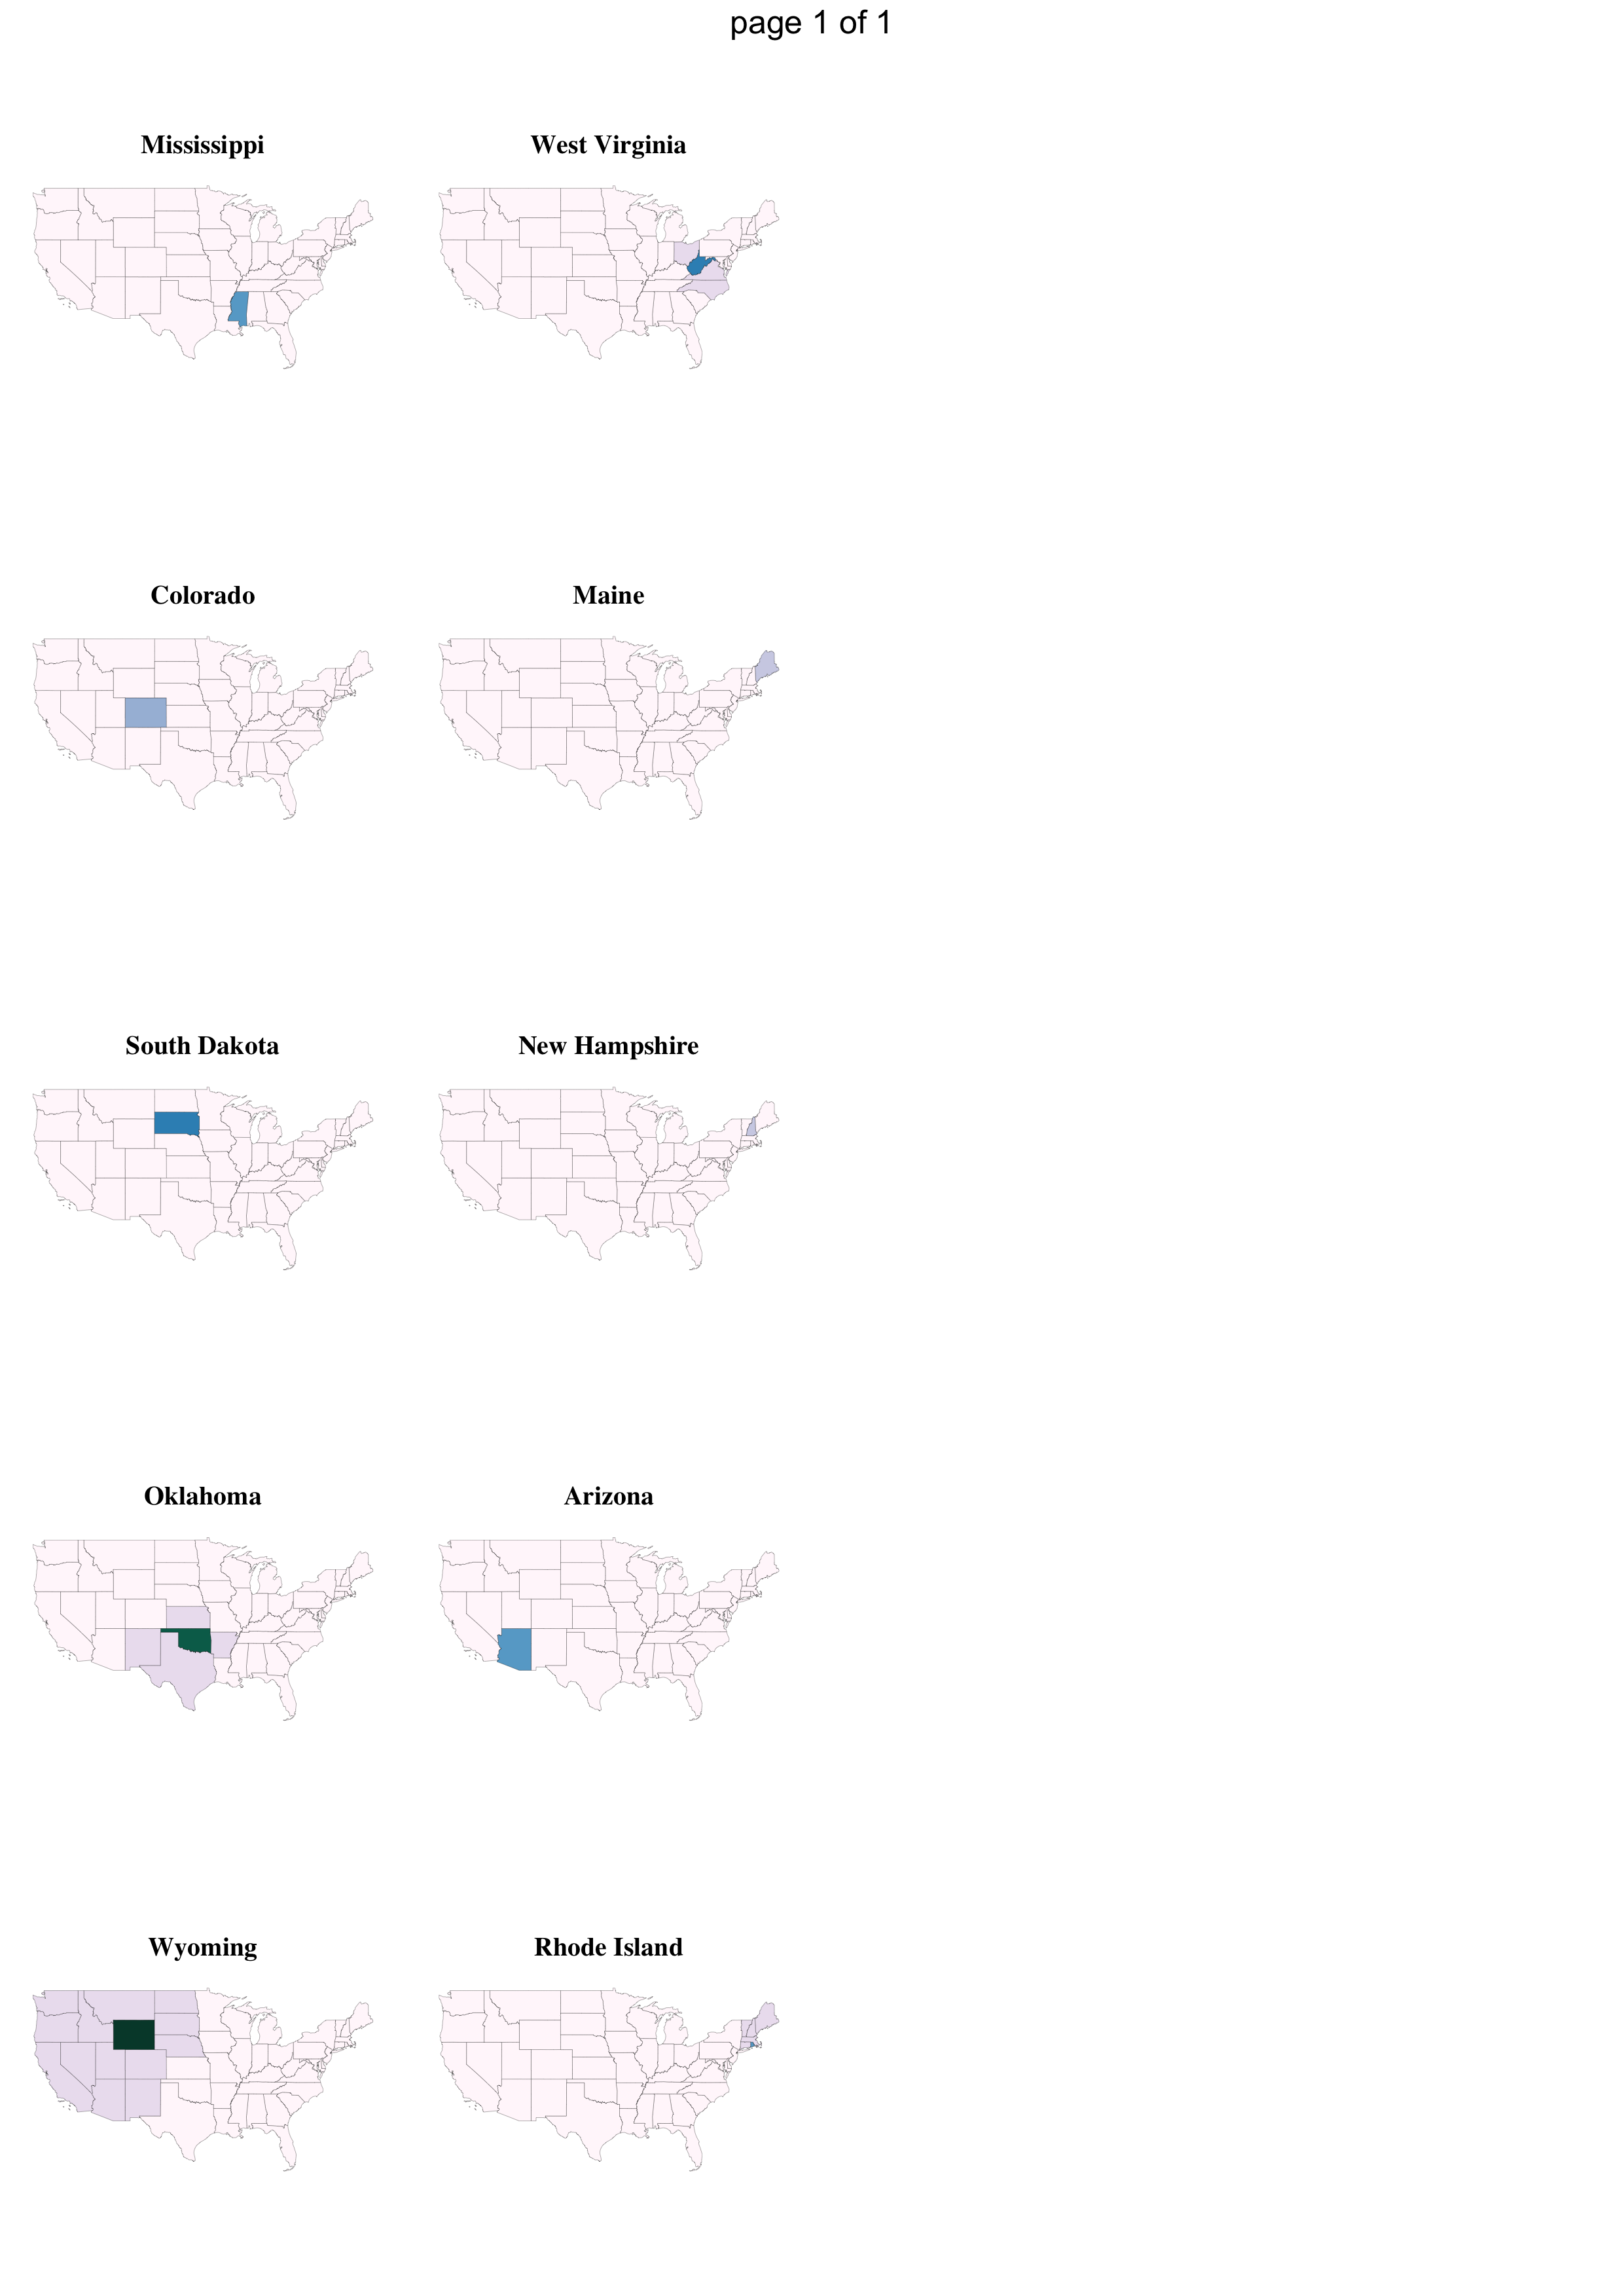 page 1 of 1
Mississippi
West Virginia
Colorado
Maine
South Dakota
New Hampshire
Oklahoma
Arizona
Wyoming
Rhode Island